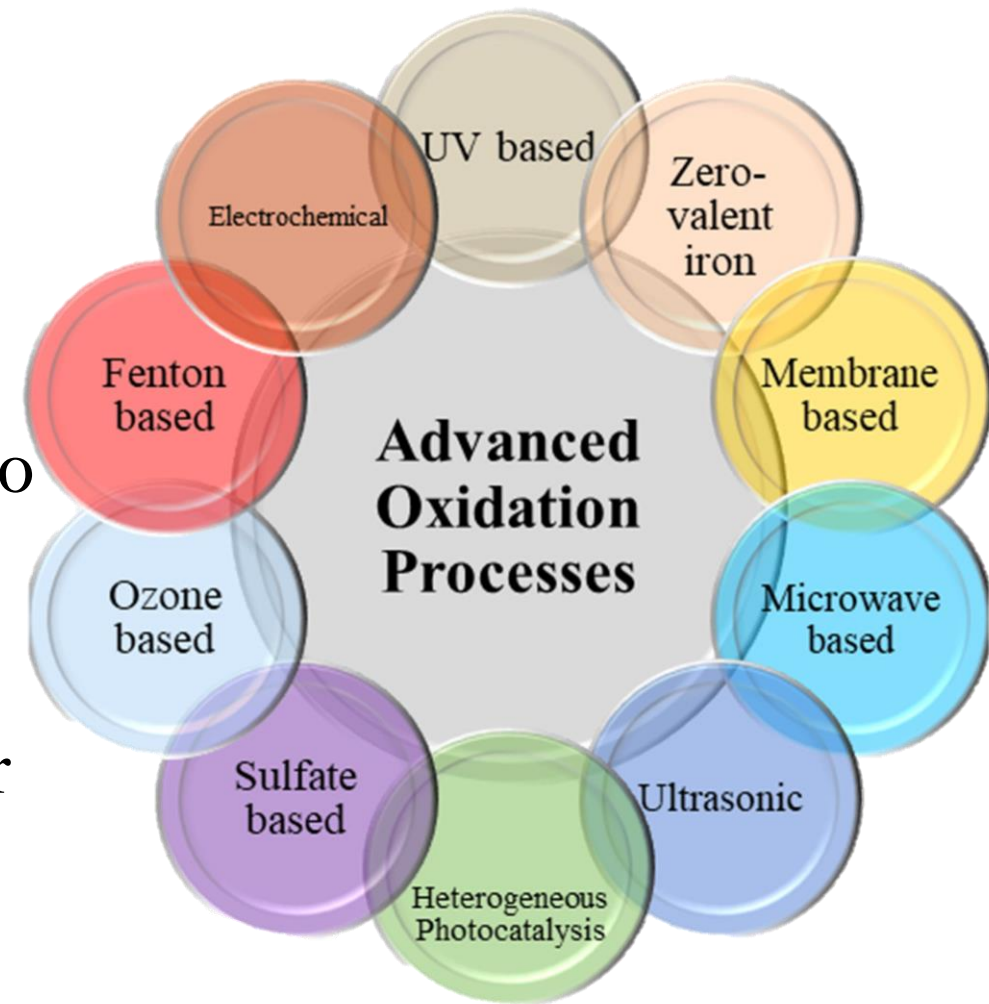 UV based
Zero-
valent
iron
Membrane
based
Microwave
based
Ultrasonic
Heterogeneous
Photocatalysis
Sulfate
based
Ozone
based
Fenton
based
Electrochemical
Advanced
Oxidation
Processes
o
r